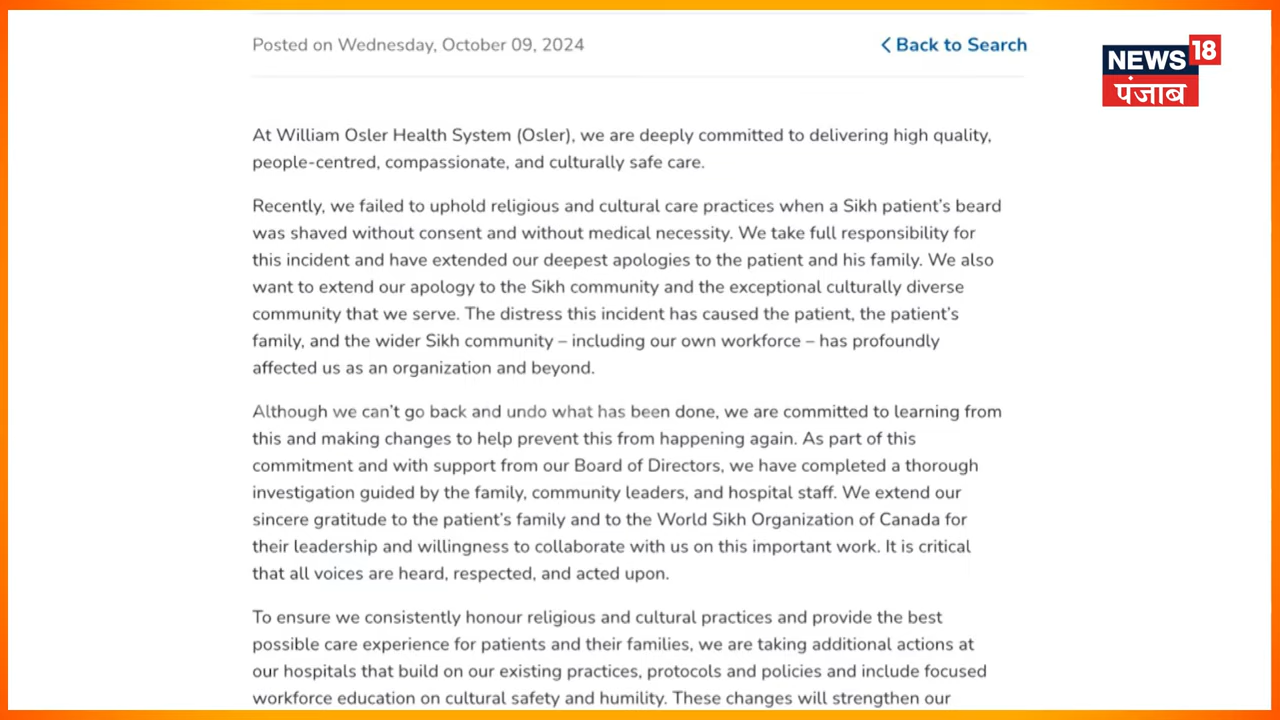 Posted on Wednesday, October 09, 2024
Back to Search
NEWS 18
पंजाब
At William Osler Health System (Osler), we are deeply committed to delivering high quality,
people-centred, compassionate, and culturally safe care.
Recently, we failed to uphold religious and cultural care practices when a Sikh patient's beard
was shaved without consent and without medical necessity. We take full responsibility for
this incident and have extended our deepest apologies to the patient and his family. We also
want to extend our apology to the Sikh community and the exceptional culturally diverse
community that we serve. The distress this incident has caused the patient, the patient's
family, and the wider Sikh community – including our own workforce – has profoundly
affected us as an organization and beyond.
Although we can't go back and undo what has been done, we are committed to learning from
this and making changes to help prevent this from happening again. As part of this
commitment and with support from our Board of Directors, we have completed a thorough
investigation guided by the family, community leaders, and hospital staff. We extend our
sincere gratitude to the patient's family and to the World Sikh Organization of Canada for
their leadership and willingness to collaborate with us on this important work. It is critical
that all voices are heard, respected, and acted upon.
To ensure we consistently honour religious and cultural practices and provide the best
possible care experience for patients and their families, we are taking additional actions at
our hospitals that build on our existing practices, protocols and policies and include focused
workforce education on cultural safety and humility. These changes will strengthen our